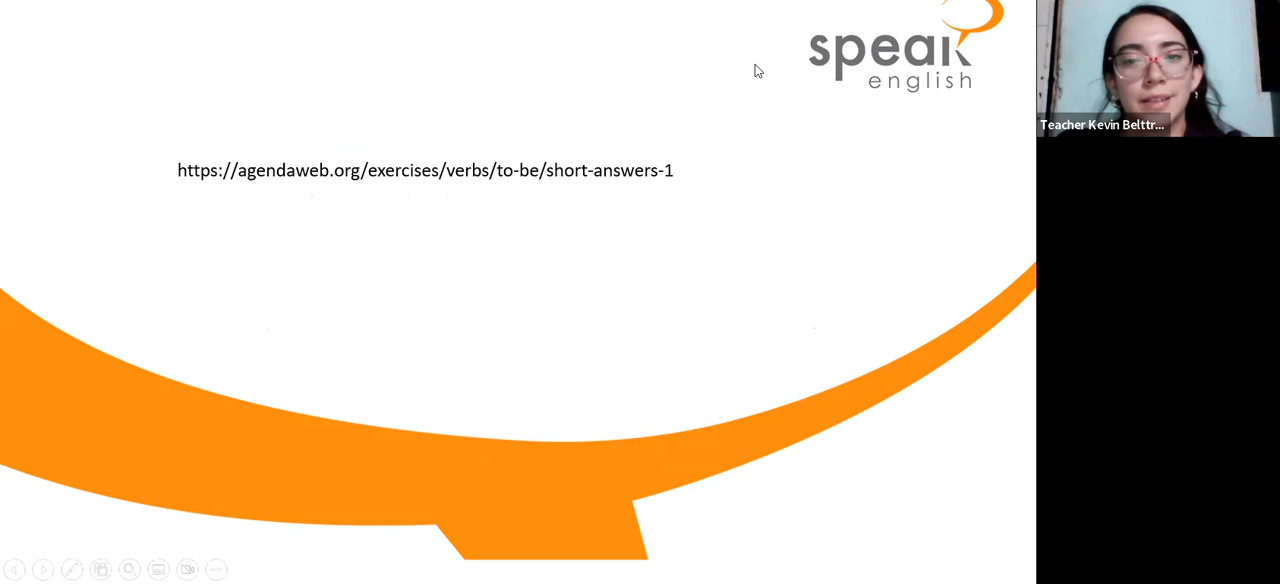 speak
english
Teacher Kevin Belttr...
https://agendaweb.org/exercises/verbs/to-be/short-answers-1